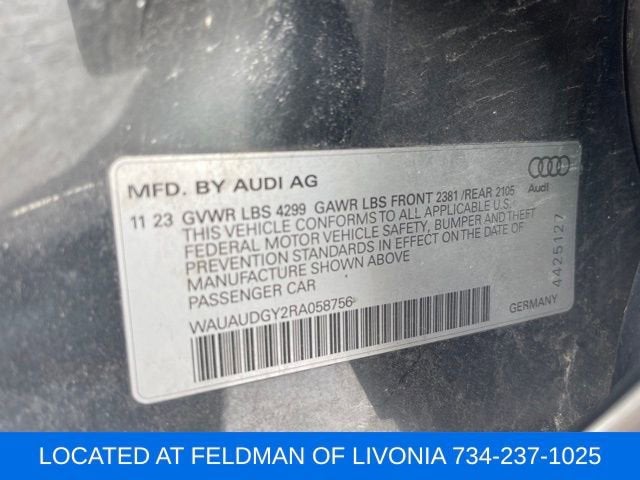 MFD. BY AUDI AG
Audi
11 23 GVWR LBS 4299 GAWR LBS FRONT 2381 /REAR 2105
THIS VEHICLE CONFORMS TO ALL APPLICABLE U.S.
FEDERAL MOTOR VEHICLE SAFETY, BUMPER AND THEFT
PREVENTION STANDARDS IN EFFECT ON THE DATE OF
MANUFACTURE SHOWN ABOVE
PASSENGER CAR
WAUAUDGY2RA058756
4425127
GERMANY
LOCATED AT FELDMAN OF LIVONIA 734-237-1025